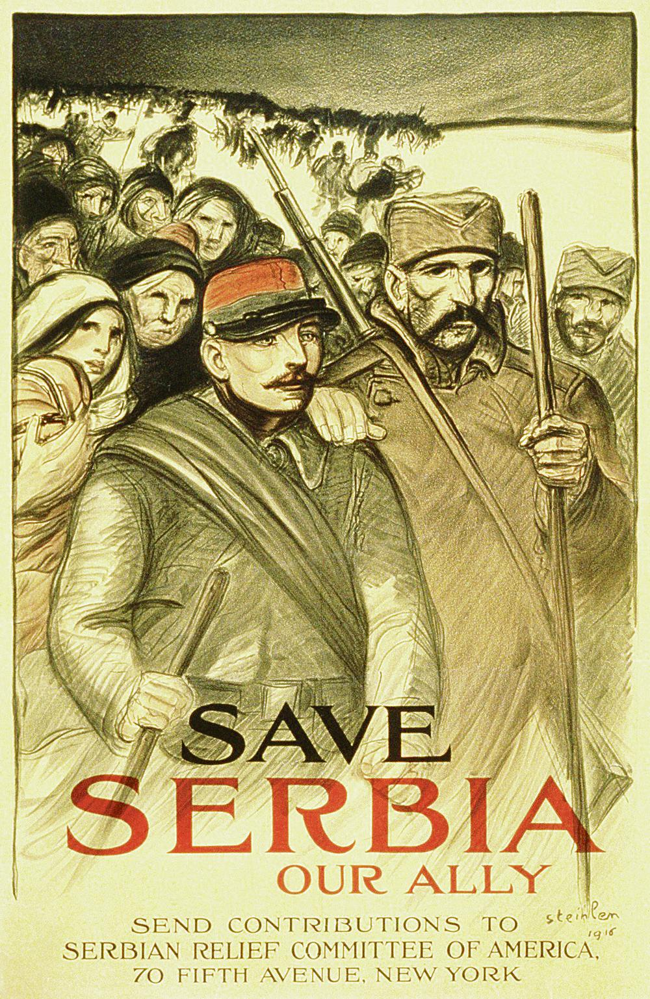 SAVE
SERBIA
OUR ALLY
steinlen
1916
SEND CONTRIBUTIONS TO
SERBIAN RELIEF COMMITTEE OF AMERICA,
70 FIFTH AVENUE, NEW YORK